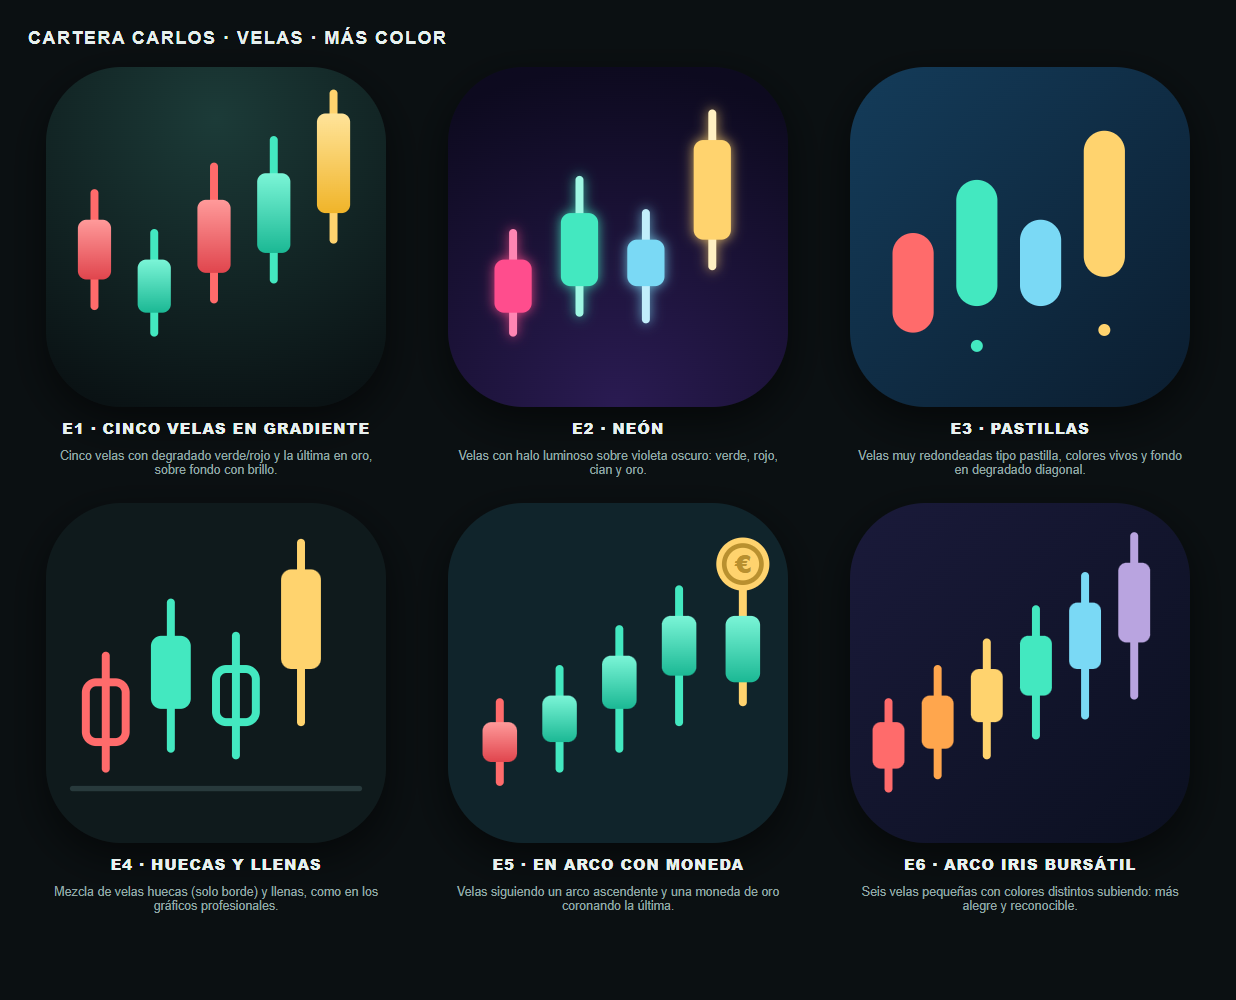 CARTERA CARLOS · VELAS · MÁS COLOR
E1 · CINCO VELAS EN GRADIENTE
Cinco velas con degradado verde/rojo y la última en oro,
sobre fondo con brillo.
E2 · NEÓN
Velas con halo luminoso sobre violeta oscuro: verde, rojo,
cian y oro.
E3 · PASTILLAS
Velas muy redondeadas tipo pastilla, colores vivos y fondo
en degradado diagonal.
€
E4 · HUECAS Y LLENAS
Mezcla de velas huecas (solo borde) y llenas, como en los
gráficos profesionales.
E5 · EN ARCO CON MONEDA
Velas siguiendo un arco ascendente y una moneda de oro
coronando la última.
E6 · ARCO IRIS BURSÁTIL
Seis velas pequeñas con colores distintos subiendo: más
alegre y reconocible.